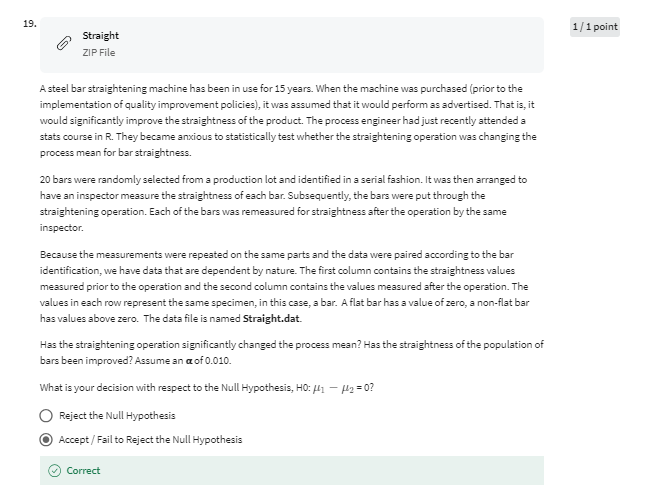 19.
Straight
ZIP File
1 / 1 point
A steel bar straightening machine has been in use for 15 years. When the machine was purchased (prior to the
implementation of quality improvement policies), it was assumed that it would perform as advertised. That is, it
would significantly improve the straightness of the product. The process engineer had just recently attended a
stats course in R. They became anxious to statistically test whether the straightening operation was changing the
process mean for bar straightness.
20 bars were randomly selected from a production lot and identified in a serial fashion. It was then arranged to
have an inspector measure the straightness of each bar. Subsequently, the bars were put through the
straightening operation. Each of the bars was remeasured for straightness after the operation by the same
inspector.
Because the measurements were repeated on the same parts and the data were paired according to the bar
identification, we have data that are dependent by nature. The first column contains the straightness values
measured prior to the operation and the second column contains the values measured after the operation. The
values in each row represent the same specimen, in this case, a bar. A flat bar has a value of zero, a non-flat bar
has values above zero. The data file is named Straight.dat.
Has the straightening operation significantly changed the process mean? Has the straightness of the population of
bars been improved? Assume an α of 0.010.
What is your decision with respect to the Null Hypothesis, H0: μ₁ − μ₂ = 0?
Reject the Null Hypothesis
Accept / Fail to Reject the Null Hypothesis
Correct